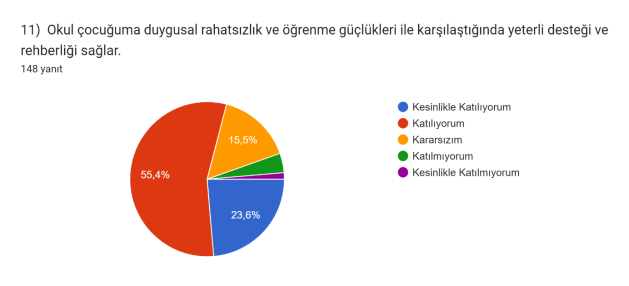 11) Okul çocuğuma duygusal rahatsızlık ve öğrenme güçlükleri ile karşılaştığında yeterli desteği ve
rehberliği sağlar.
148 yanıt
Kesinlikle Katılıyorum
Katılıyorum
Kararsızım
Katılmıyorum
Kesinlikle Katılmıyorum
15,5%
55,4%
23,6%